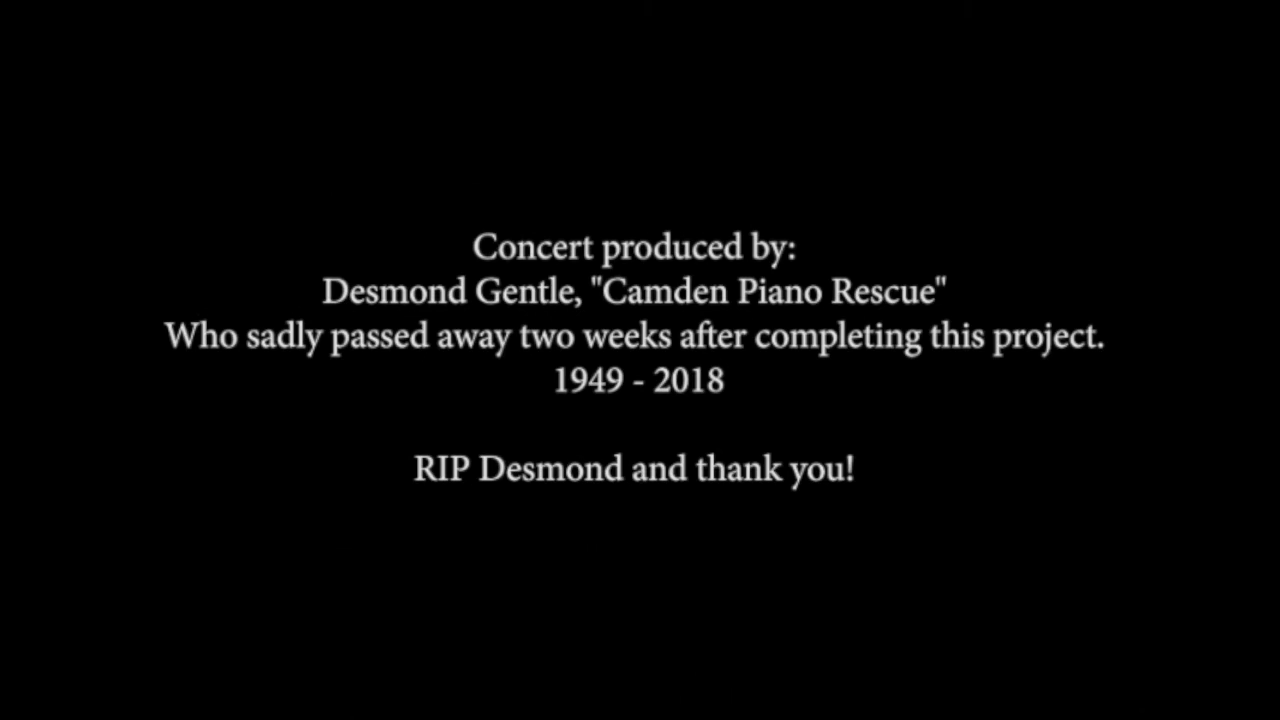 Concert produced by:
Desmond Gentle, "Camden Piano Rescue"
Who sadly passed away two weeks after completing this project.
1949 - 2018
RIP Desmond and thank you!